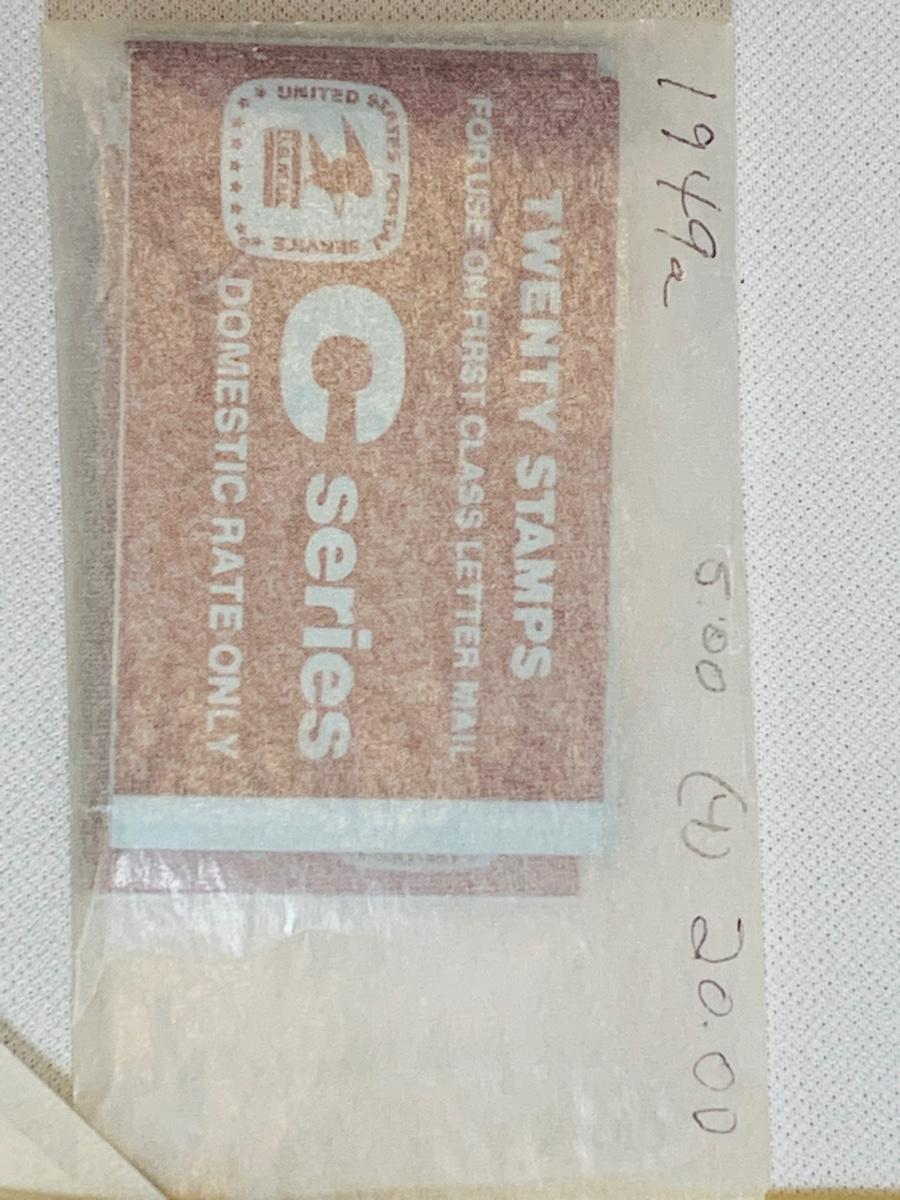 1949a 5.00 (4) 20.00
TWENTY STAMPS
FOR USE ON FIRST CLASS LETTER MAIL
UNITED STATES POSTAL SERVICE
U.S.MAIL
C series
DOMESTIC RATE ONLY